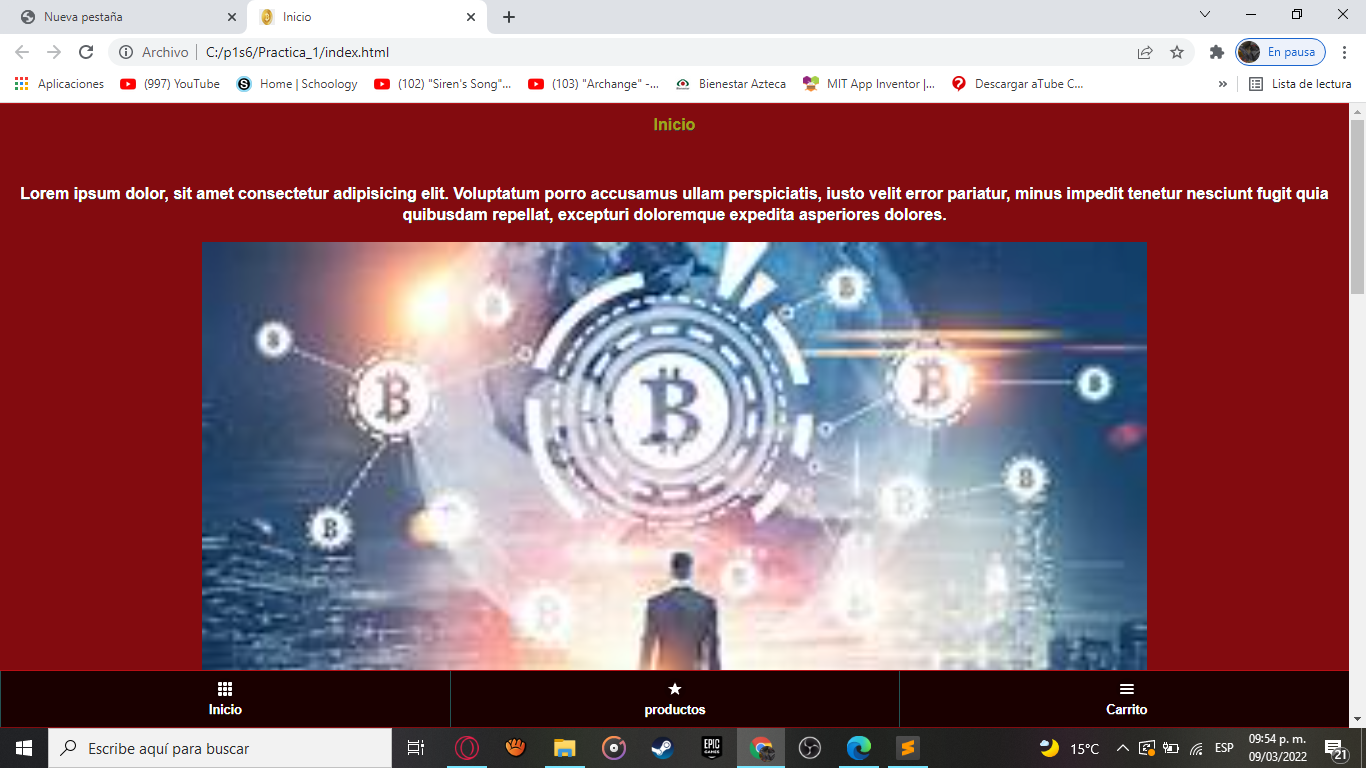 Nueva pestaña
Inicio
Archivo
C:/p1s6/Practica_1/index.html
En pausa
Aplicaciones
(997) YouTube
Home | Schoology
(102) "Siren's Song"...
(103) "Archange" -...
Bienestar Azteca
MIT App Inventor |...
Descargar aTube C...
»
Lista de lectura
Inicio
Lorem ipsum dolor, sit amet consectetur adipisicing elit. Voluptatum porro accusamus ullam perspiciatis, iusto velit error pariatur, minus impedit tenetur nesciunt fugit quia
quibusdam repellat, excepturi doloremque expedita asperiores dolores.
Inicio
productos
Carrito
Escribe aquí para buscar
EPIC
GAMES
15°C
ESP
09:54 p. m.
09/03/2022
21